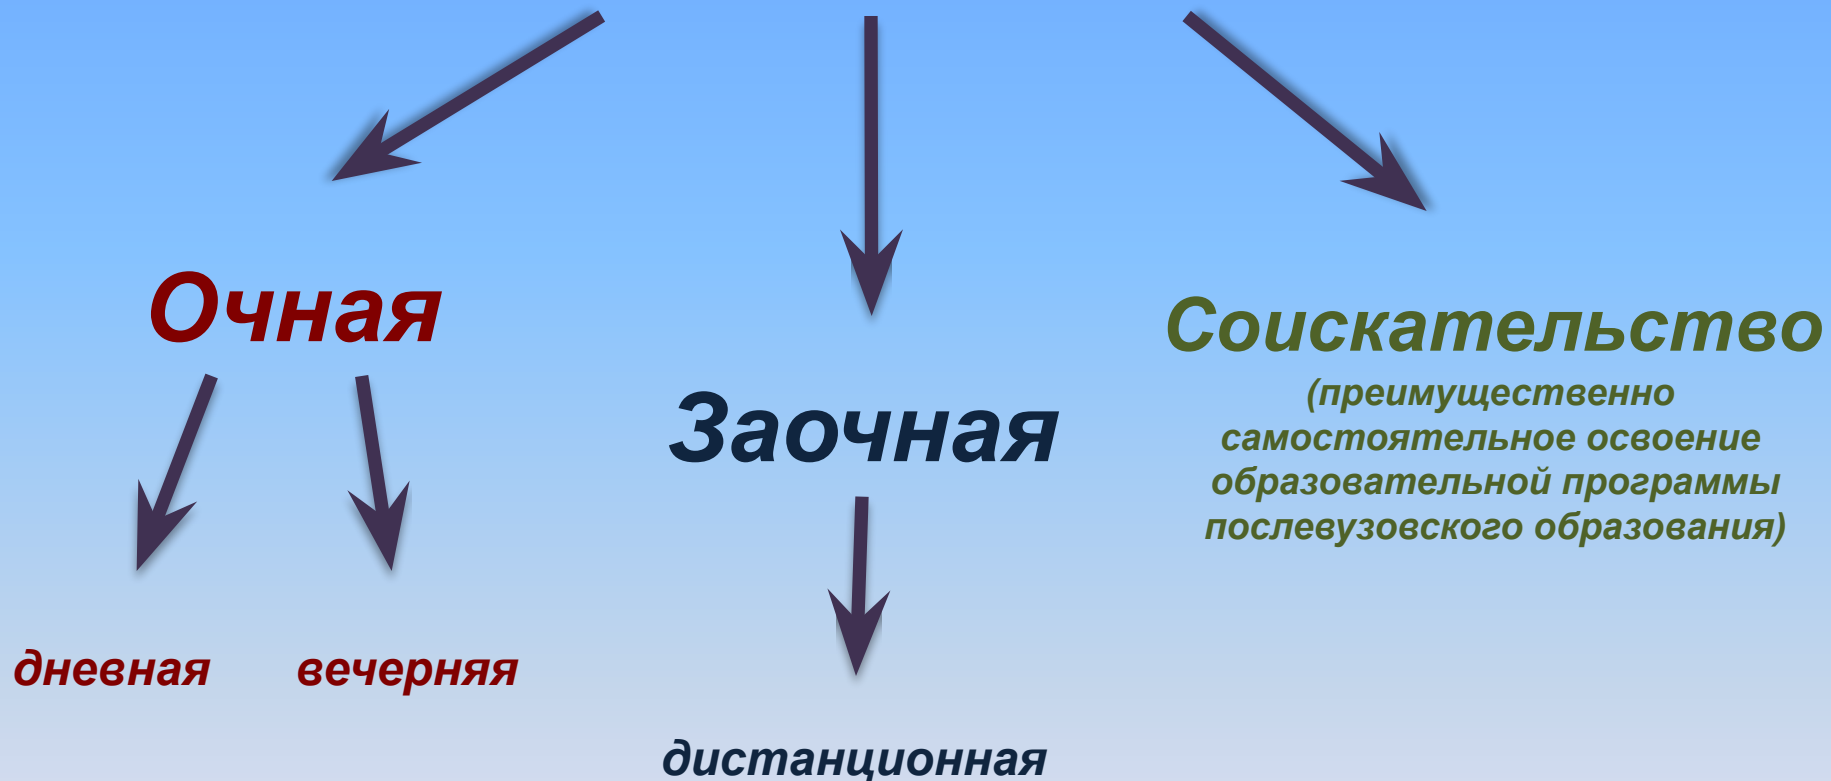 Очная
Заочная
Соискательство
(преимущественно
самостоятельное освоение
образовательной программы
послевузовского образования)
дневная вечерняя
дистанционная